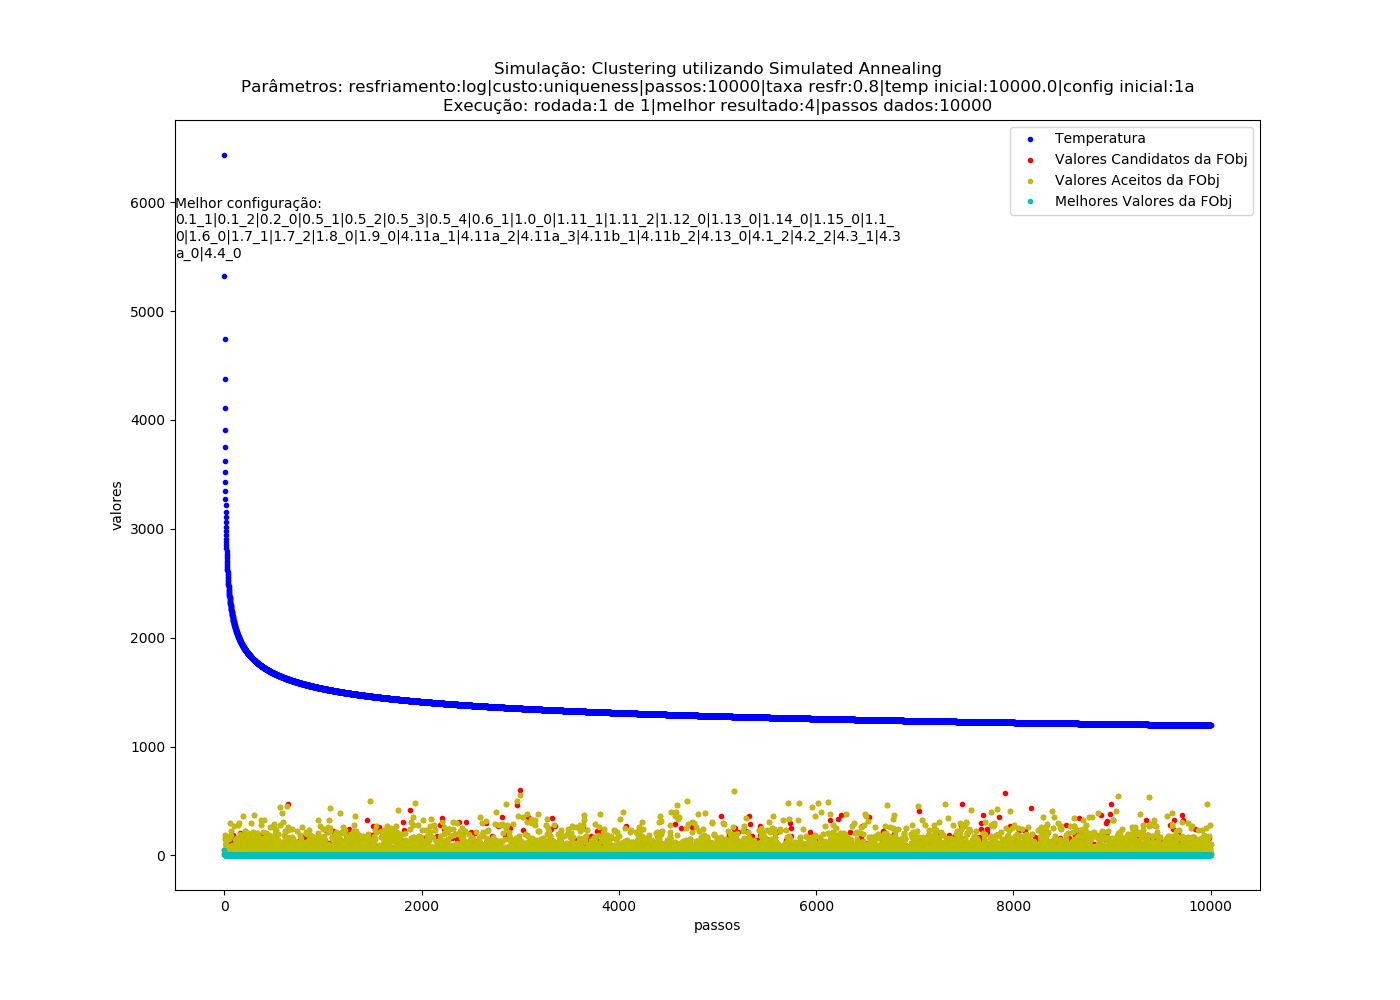 Simulação: Clustering utilizando Simulated Annealing
Parâmetros: resfriamento:log|custo:uniqueness|passos:10000|taxa resfr:0.8|temp inicial:10000.0|config inicial:1a
Execução: rodada:1 de 1|melhor resultado:4|passos dados:10000
Temperatura
Valores Candidatos da FObj
Valores Aceitos da FObj
Melhores Valores da FObj
Melhor configuração:
0.1_1|0.1_2|0.2_0|0.5_1|0.5_2|0.5_3|0.5_4|0.6_1|1.0_0|1.11_1|1.11_2|1.12_0|1.13_0|1.14_0|1.15_0|1.1_
0|1.6_0|1.7_1|1.7_2|1.8_0|1.9_0|4.11a_1|4.11a_2|4.11a_3|4.11b_1|4.11b_2|4.13_0|4.1_2|4.2_2|4.3_1|4.3
a_0|4.4_0
6000
5000
4000
3000
2000
1000
0
valores
0
2000
4000
6000
8000
10000
passos